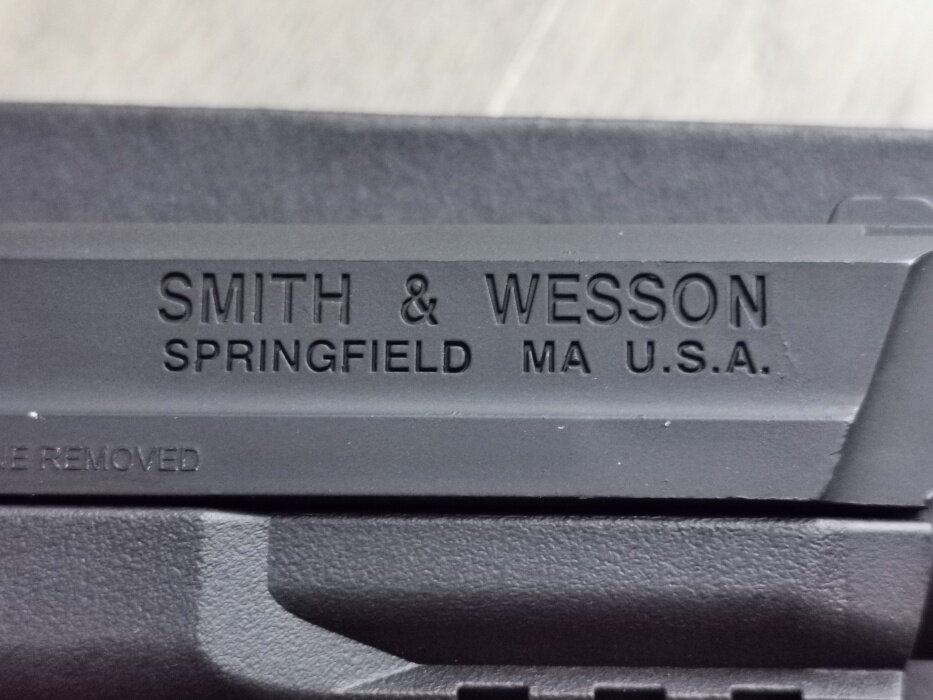 SMITH & WESSON
SPRINGFIELD MA U.S.A.
REMOVED